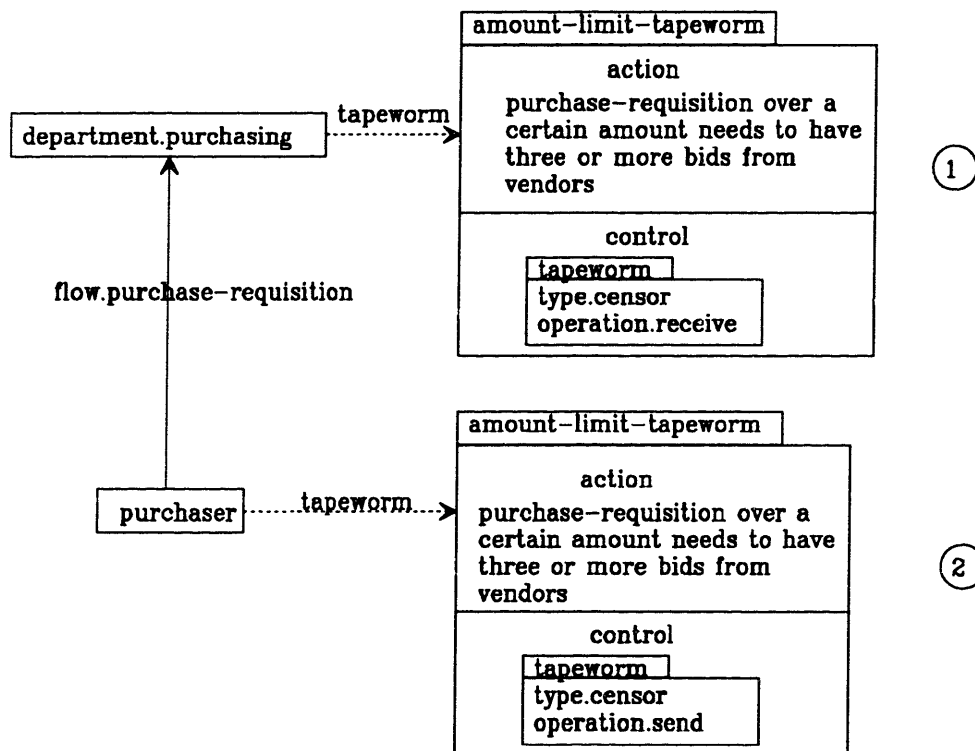 amount-limit-tapeworm
action
purchase-requisition over a
certain amount needs to have
three or more bids from
vendors
control
tapeworm
type.censor
operation.receive
tapeworm
department.purchasing
1
flow.purchase-requisition
amount-limit-tapeworm
action
purchase-requisition over a
certain amount needs to have
three or more bids from
vendors
control
tapeworm
type.censor
operation.send
tapeworm
purchaser
2